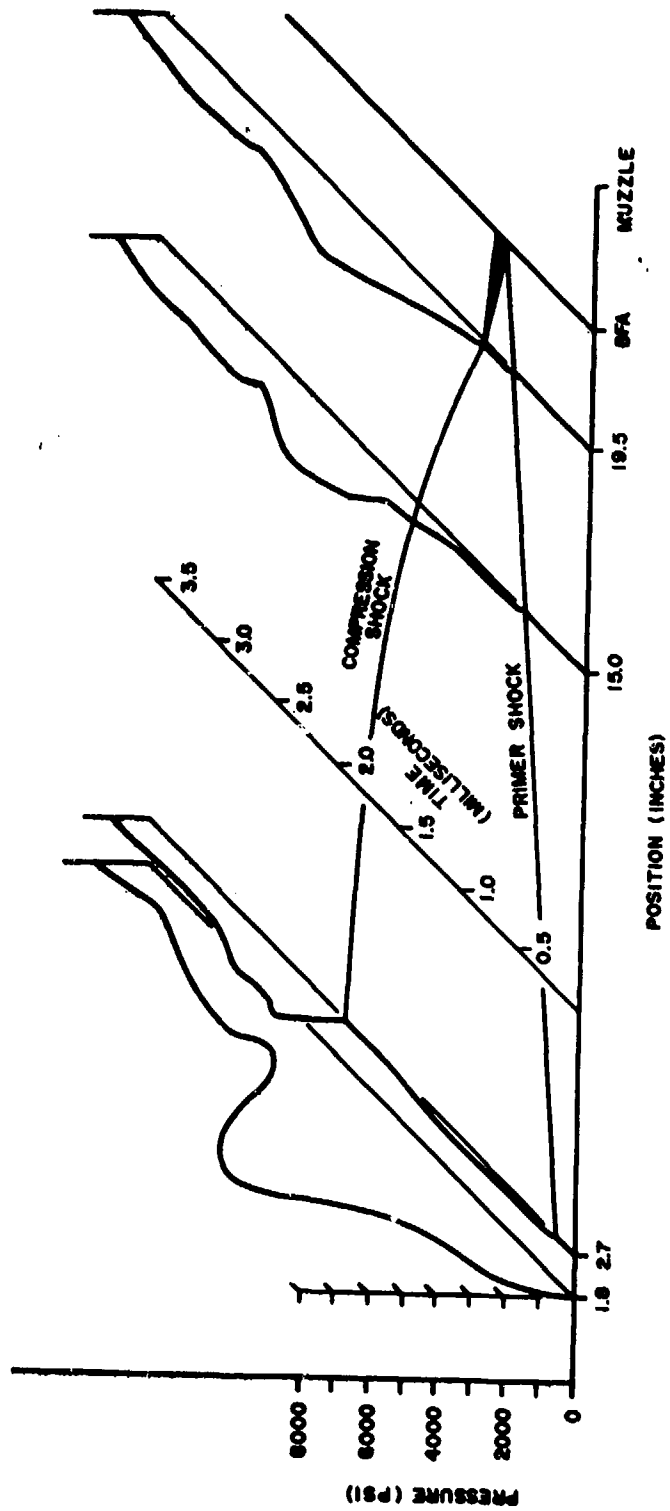 PRESSURE (PSI)
8000
6000
4000
2000
0
1.8
2.7
15.0
19.5
BFA
MUZZLE
POSITION (INCHES)
0.5
1.0
1.5
2.0
2.5
3.0
3.5
TIME
(MILLISECONDS)
COMPRESSION
SHOCK
PRIMER SHOCK